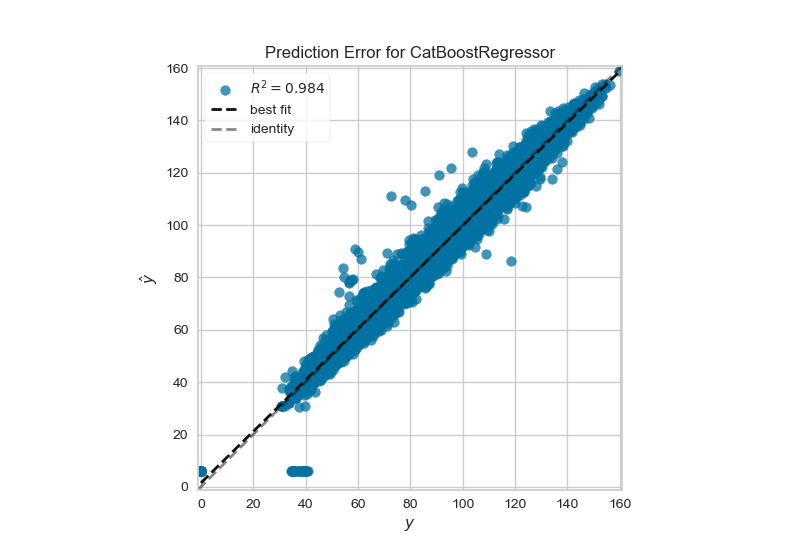 Prediction Error for CatBoostRegressor
R² = 0.984
best fit
identity
160
140
120
100
80
60
40
20
0
ŷ
0 20 40 60 80 100 120 140 160
y